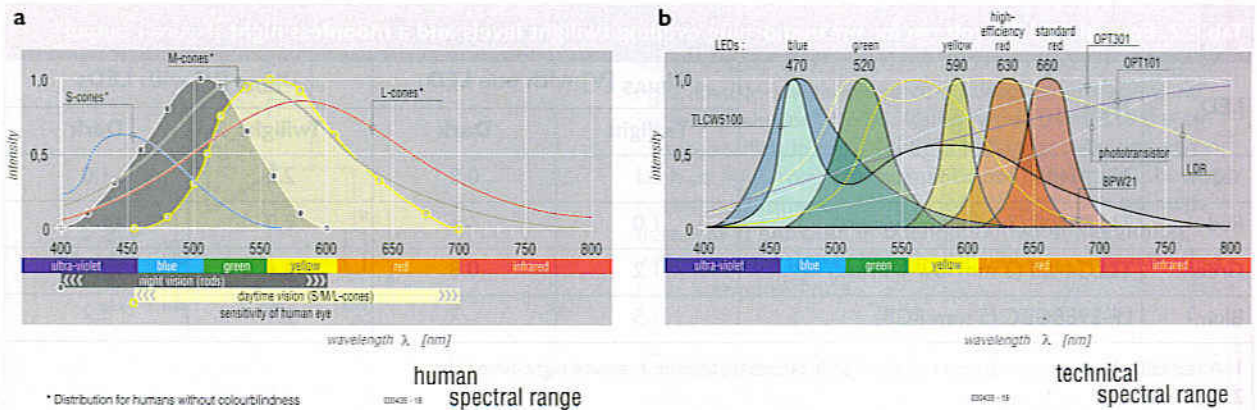 a
M-cones*
S-cones*
L-cones*
1,0
0,5
0
intensity
400 450 500 550 600 650 700 750 800
ultra-violet blue green yellow red infrared
night vision (rods)
daytime vision (S/M/L-cones)
sensitivity of human eye
wavelength λ [nm]
* Distribution for humans without colourblindness
human
spectral range
b
LEDs : blue green yellow high-efficiency red standard red
470 520 590 630 660
OPT301
OPT101
TLCW5100
phototransistor
LDR
BPW21
1,0
0,5
0
intensity
400 450 500 550 600 650 700 750 800
ultra-violet blue green yellow red infrared
wavelength λ [nm]
technical
spectral range